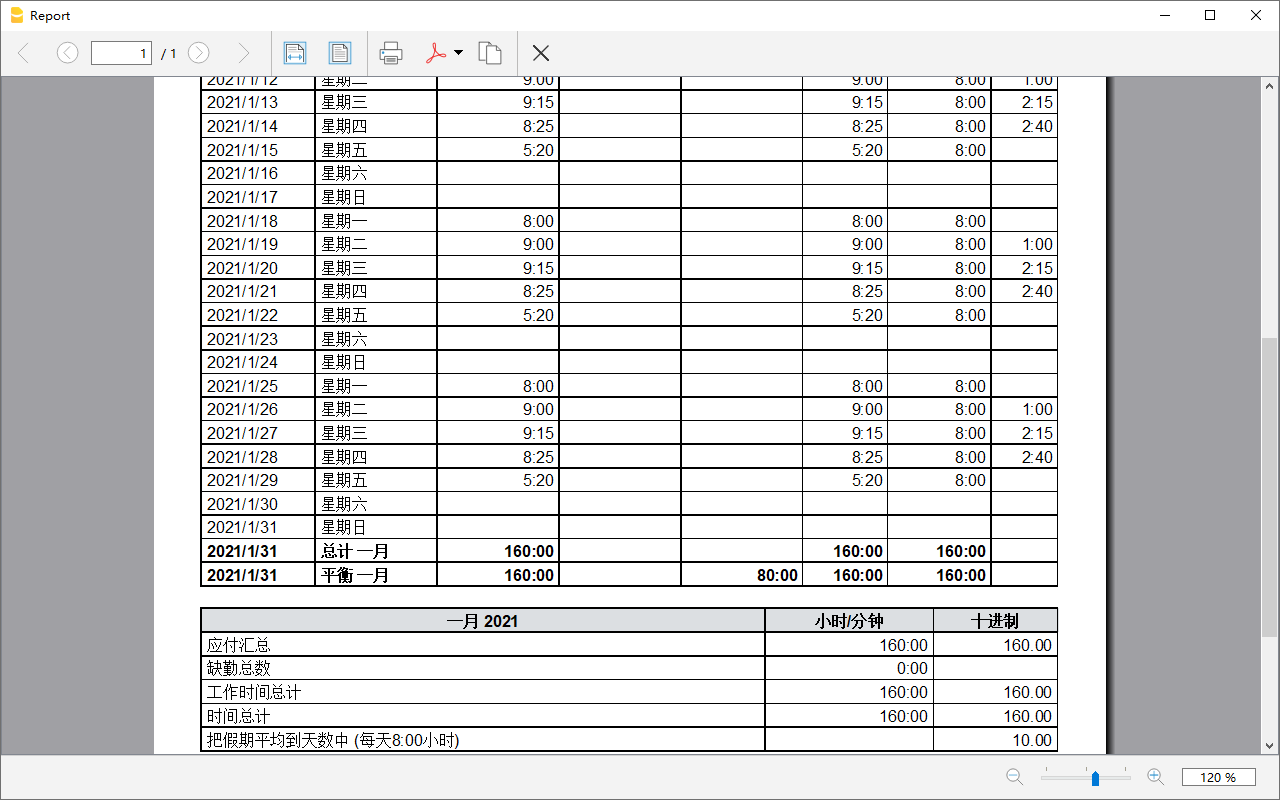 Report
1 / 1
2021/1/12 星期二 9:00 9:00 8:00 1:00
2021/1/13 星期三 9:15 9:15 8:00 2:15
2021/1/14 星期四 8:25 8:25 8:00 2:40
2021/1/15 星期五 5:20 5:20 8:00
2021/1/16 星期六
2021/1/17 星期日
2021/1/18 星期一 8:00 8:00 8:00
2021/1/19 星期二 9:00 9:00 8:00 1:00
2021/1/20 星期三 9:15 9:15 8:00 2:15
2021/1/21 星期四 8:25 8:25 8:00 2:40
2021/1/22 星期五 5:20 5:20 8:00
2021/1/23 星期六
2021/1/24 星期日
2021/1/25 星期一 8:00 8:00 8:00
2021/1/26 星期二 9:00 9:00 8:00 1:00
2021/1/27 星期三 9:15 9:15 8:00 2:15
2021/1/28 星期四 8:25 8:25 8:00 2:40
2021/1/29 星期五 5:20 5:20 8:00
2021/1/30 星期六
2021/1/31 星期日
2021/1/31 总计 一月 160:00 160:00 160:00
2021/1/31 平衡 一月 160:00 80:00 160:00 160:00
一月 2021 小时/分钟 十进制
应付汇总 160:00 160.00
缺勤总数 0:00
工作时间总计 160:00 160.00
时间总计 160:00 160.00
把假期平均到天数中 (每天8:00小时) 10.00
120 %